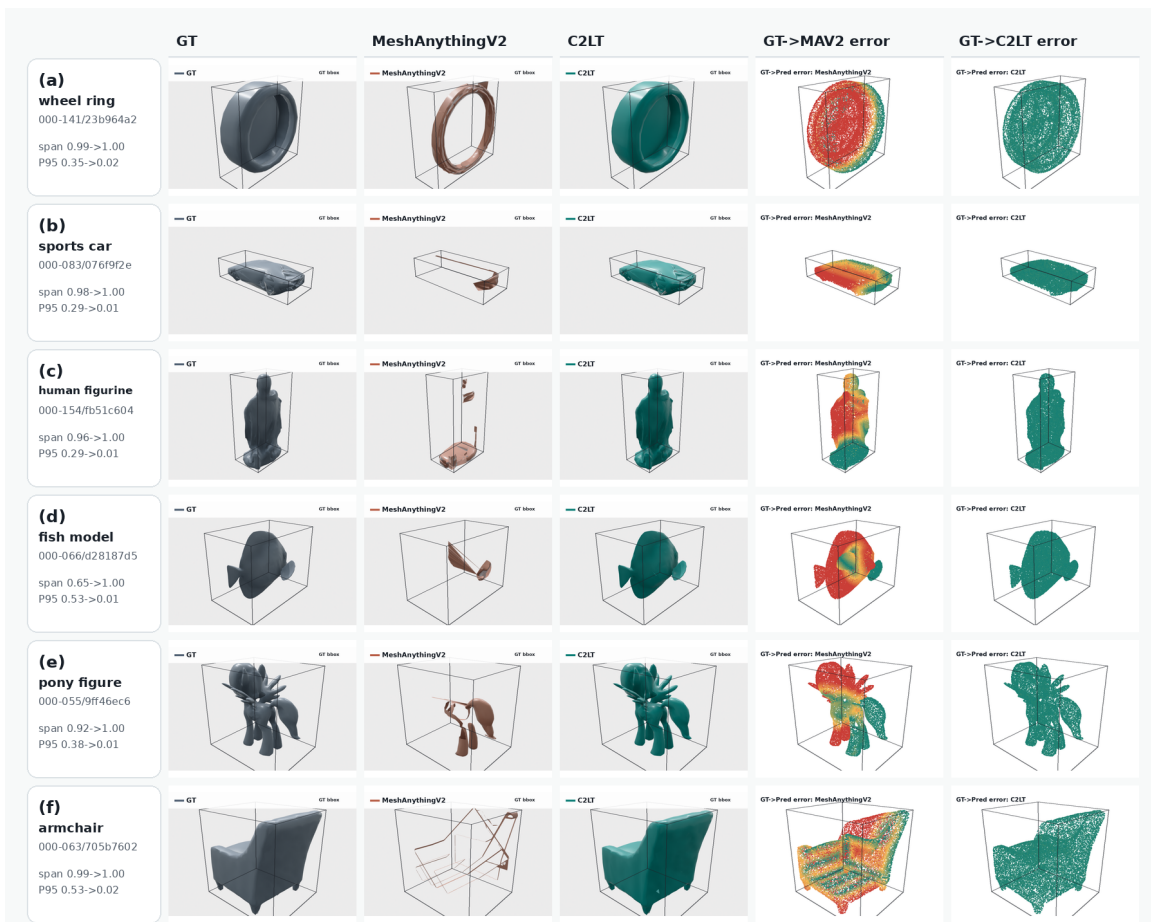 GT
MeshAnythingV2
C2LT
GT->MAV2 error
GT->C2LT error
(a)
wheel ring
000-141/23b964a2
span 0.99->1.00
P95 0.35->0.02
GT
GT bbox
MeshAnythingV2
GT bbox
C2LT
GT bbox
GT->Pred error: MeshAnythingV2
GT->Pred error: C2LT
(b)
sports car
000-083/076f9f2e
span 0.98->1.00
P95 0.29->0.01
GT
GT bbox
MeshAnythingV2
GT bbox
C2LT
GT bbox
GT->Pred error: MeshAnythingV2
GT->Pred error: C2LT
(c)
human figurine
000-154/fb51c604
span 0.96->1.00
P95 0.29->0.01
GT
GT bbox
MeshAnythingV2
GT bbox
C2LT
GT bbox
GT->Pred error: MeshAnythingV2
GT->Pred error: C2LT
(d)
fish model
000-066/d28187d5
span 0.65->1.00
P95 0.53->0.01
GT
GT bbox
MeshAnythingV2
GT bbox
C2LT
GT bbox
GT->Pred error: MeshAnythingV2
GT->Pred error: C2LT
(e)
pony figure
000-055/9ff46ec6
span 0.92->1.00
P95 0.38->0.01
GT
GT bbox
MeshAnythingV2
GT bbox
C2LT
GT bbox
GT->Pred error: MeshAnythingV2
GT->Pred error: C2LT
(f)
armchair
000-063/705b7602
span 0.99->1.00
P95 0.53->0.02
GT
GT bbox
MeshAnythingV2
GT bbox
C2LT
GT bbox
GT->Pred error: MeshAnythingV2
GT->Pred error: C2LT